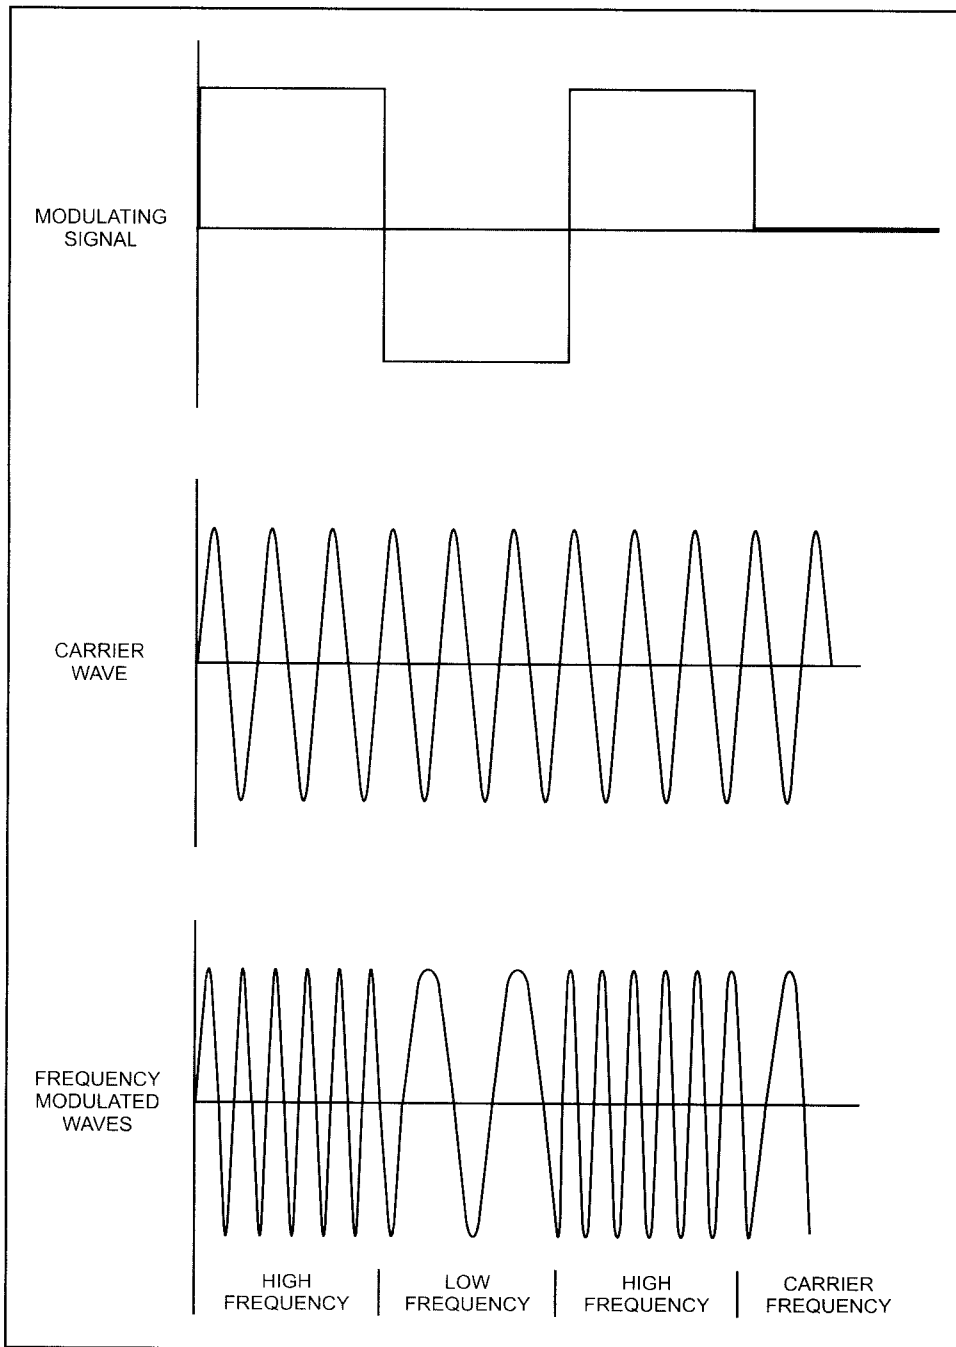 MODULATING
SIGNAL
CARRIER
WAVE
FREQUENCY
MODULATED
WAVES
HIGH
FREQUENCY
LOW
FREQUENCY
HIGH
FREQUENCY
CARRIER
FREQUENCY